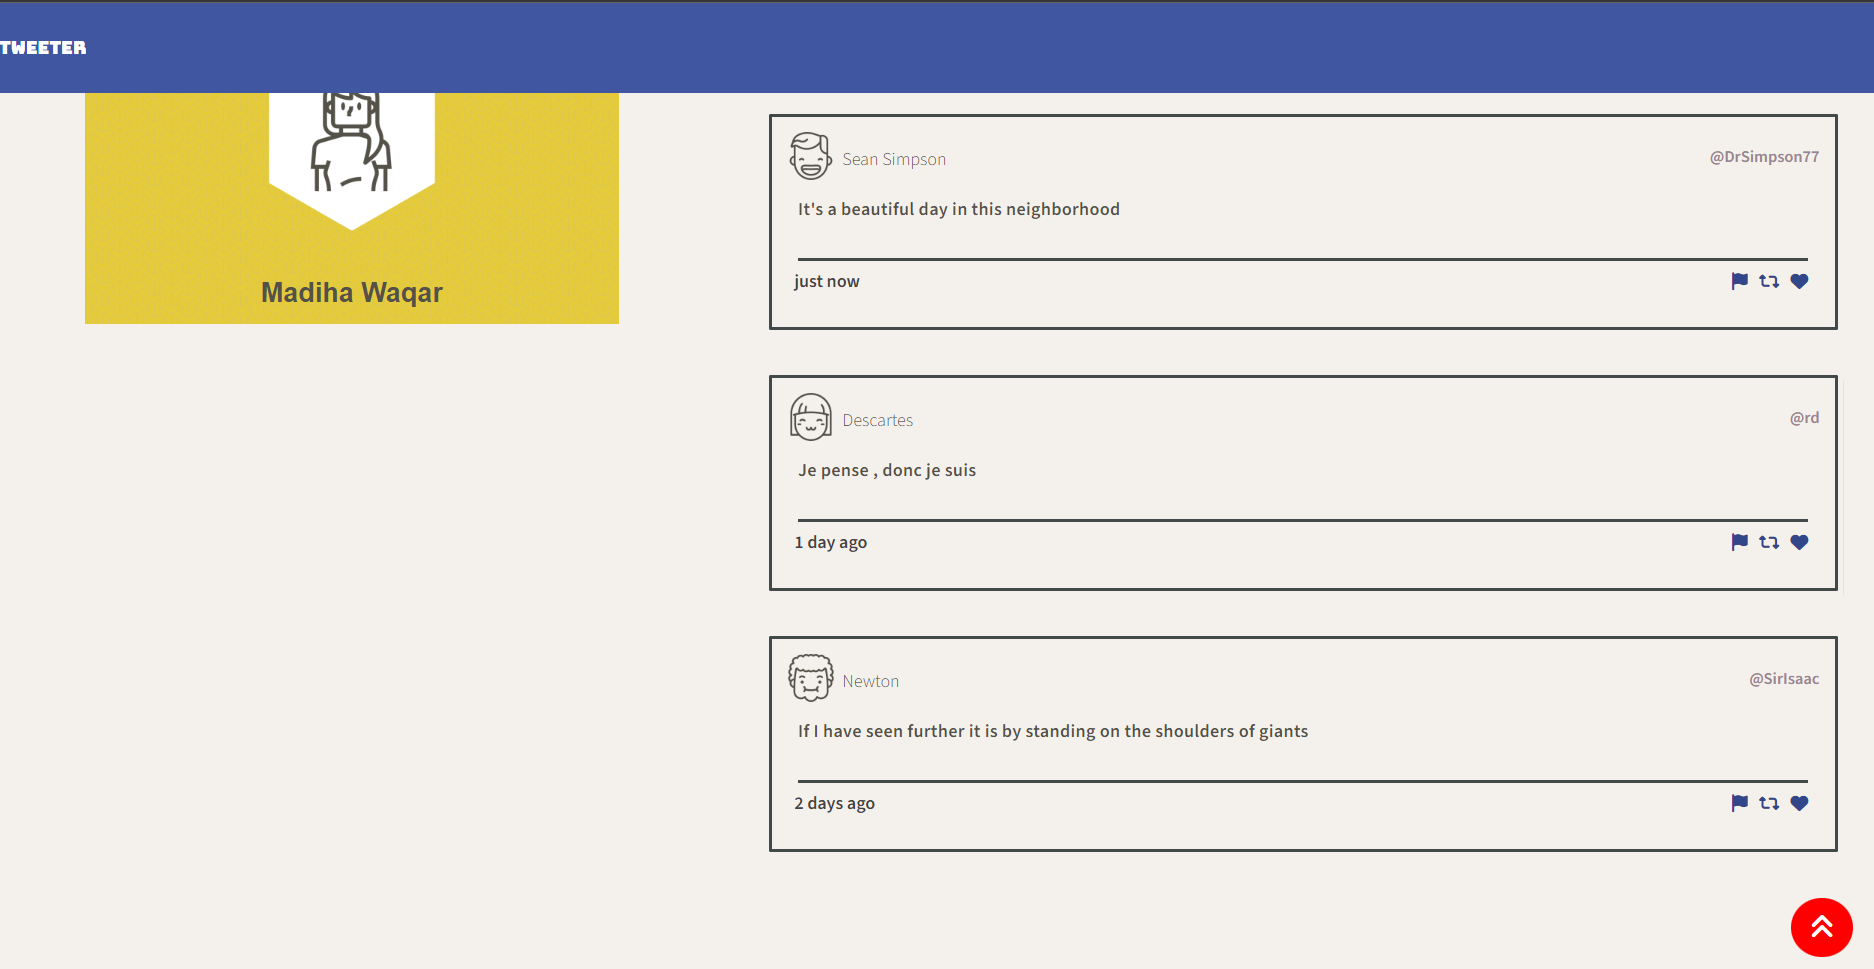 TWEETER
Madiha Waqar
Sean Simpson
@DrSimpson77
It's a beautiful day in this neighborhood
just now
Descartes
@rd
Je pense , donc je suis
1 day ago
Newton
@SirIsaac
If I have seen further it is by standing on the shoulders of giants
2 days ago